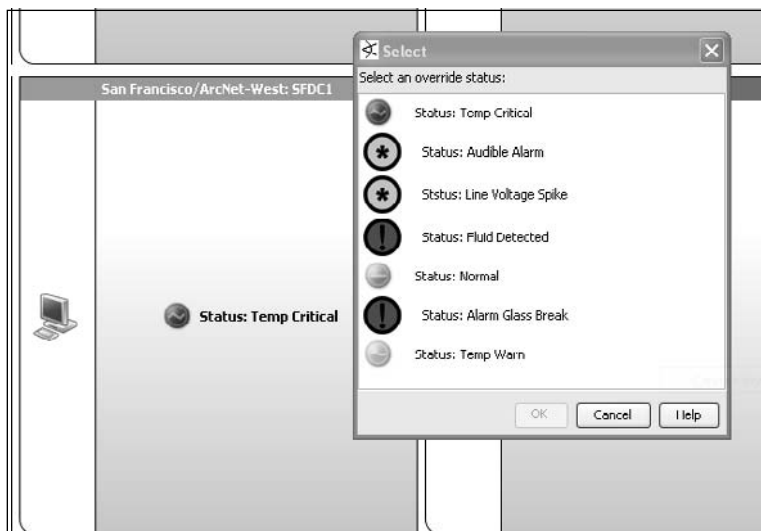 Select
Select an override status:
San Francisco/ArcNet-West: SFDC1
Status: Temp Critical
Status: Audible Alarm
Ststus: Line Voltage Spike
Status: Fluid Detected
Status: Normal
Status: Temp Critical
Status: Alarm Glass Break
Status: Temp Warn
OK
Cancel
Help